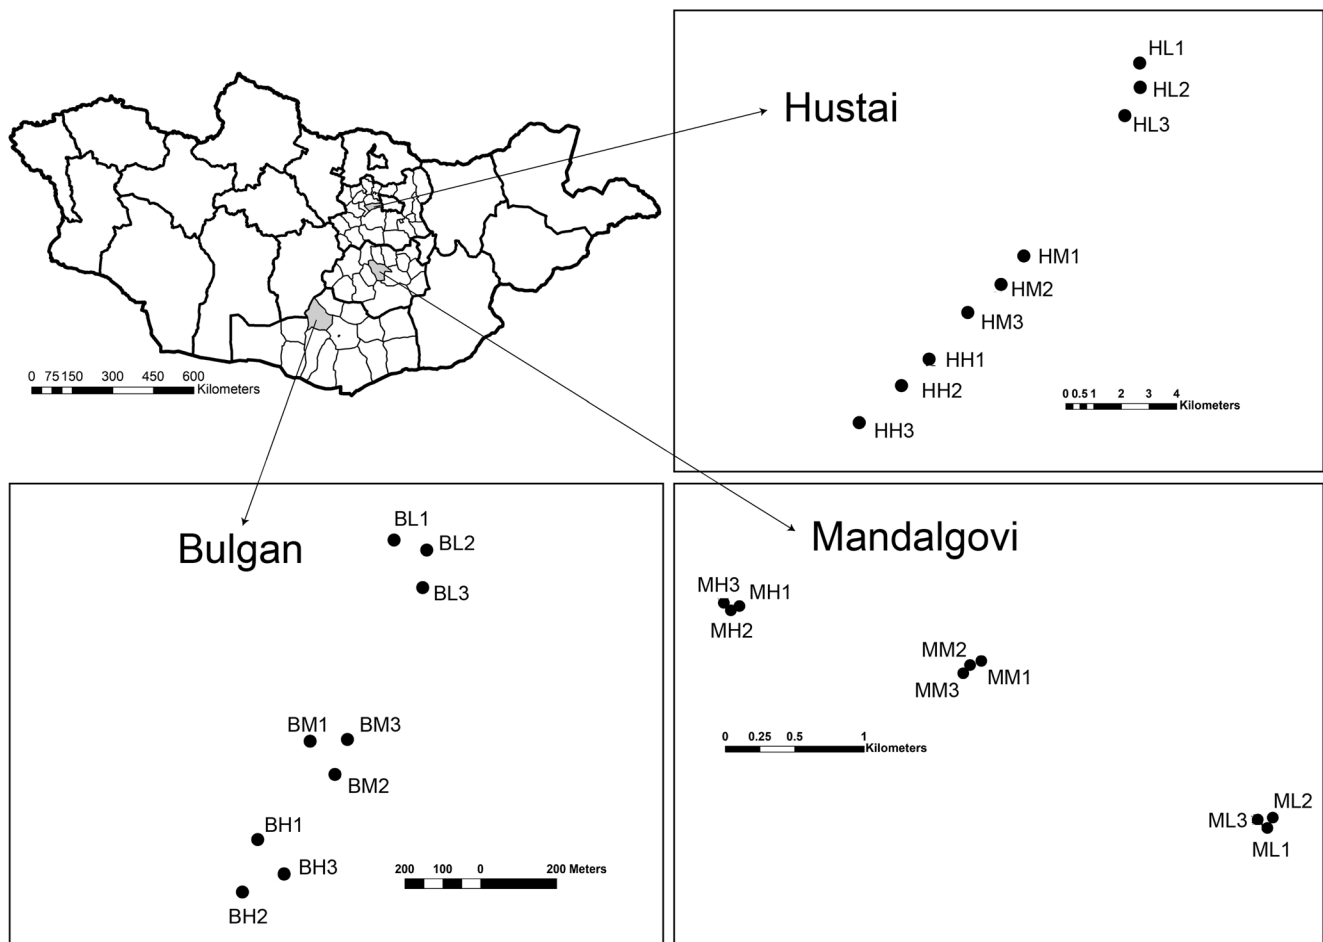 0 75 150 300 450 600
Kilometers
Hustai
HL1
HL2
HL3
HM1
HM2
HM3
HH1
HH2
HH3
0 0.5 1 2 3 4
Kilometers
Bulgan
BL1
BL2
BL3
BM1
BM3
BM2
BH1
BH3
BH2
200 100 0 200 Meters
Mandalgovi
MH3
MH1
MH2
MM2
MM1
MM3
0 0.25 0.5 1
Kilometers
ML2
ML3
ML1